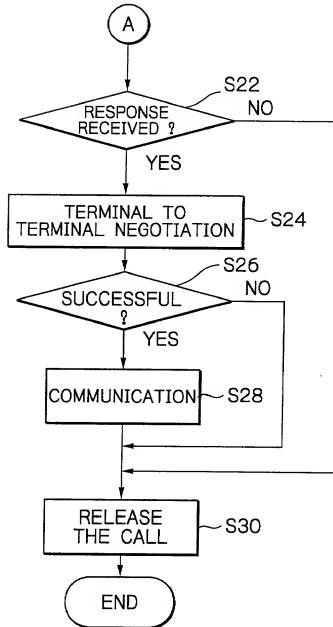 A
S22
RESPONSE
RECEIVED ?
NO
YES
TERMINAL TO
TERMINAL NEGOTIATION
S24
S26
SUCCESSFUL
?
NO
YES
COMMUNICATION
S28
RELEASE
THE CALL
S30
END